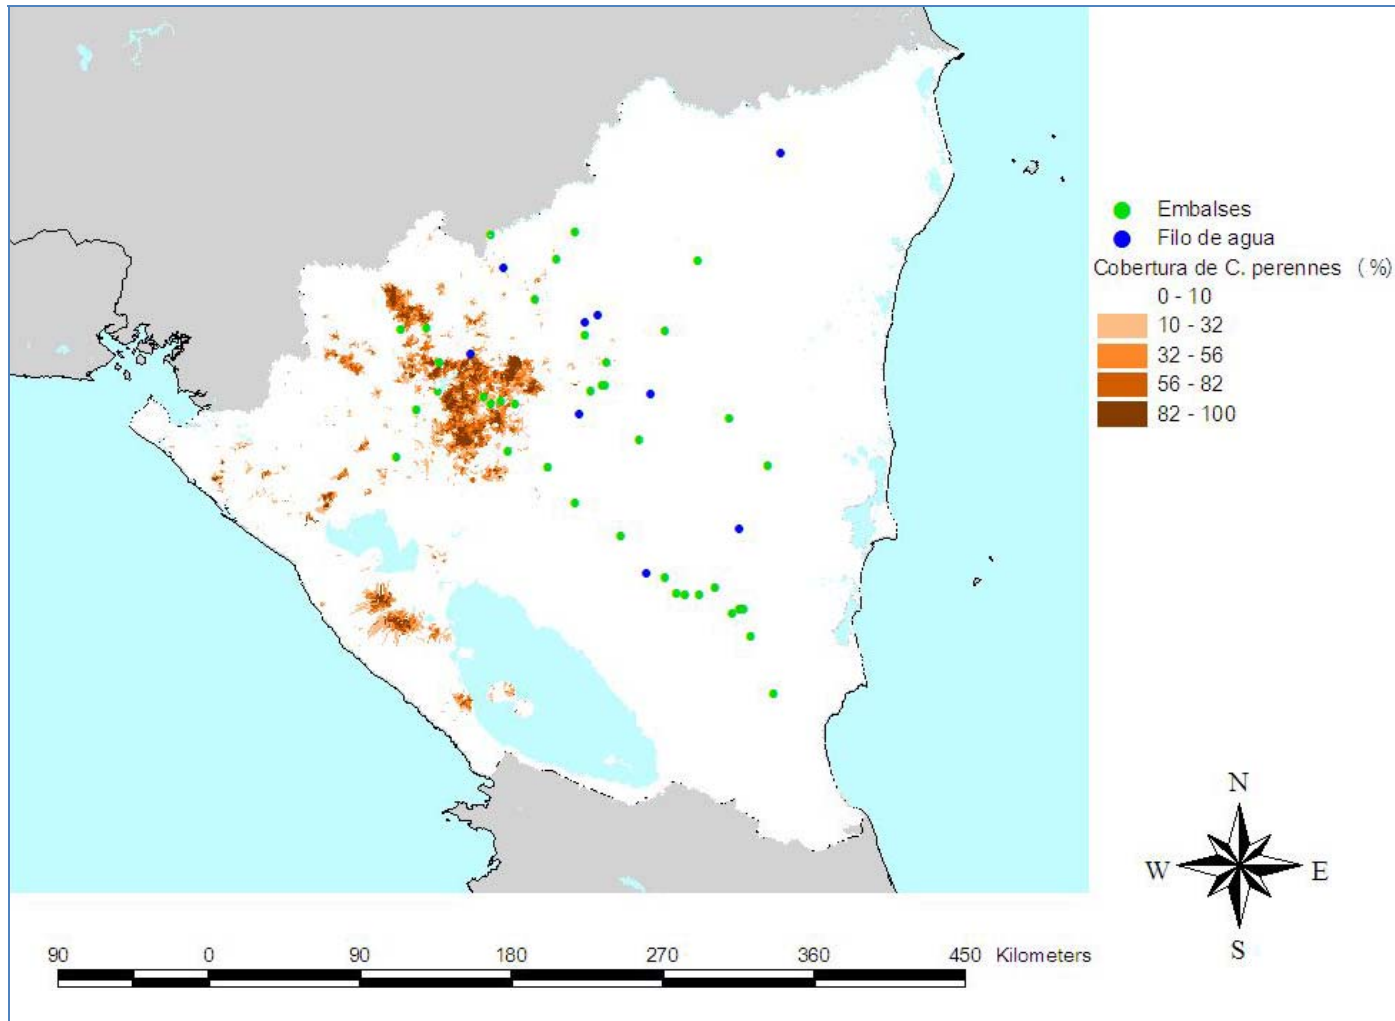 Embalses
Filo de agua
Cobertura de C. perennes (%)
0 - 10
10 - 32
32 - 56
56 - 82
82 - 100
N
W E
S
90 0 90 180 270 360 450 Kilometers